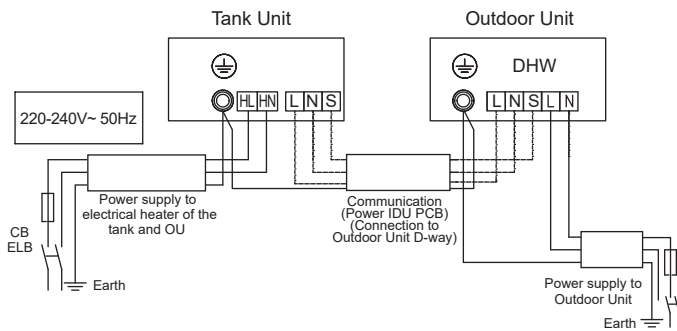 Tank Unit
Outdoor Unit
DHW
HL HN L N S
L N S L N
220-240V~ 50Hz
Power supply to
electrical heater of the
tank and OU
Communication
(Power IDU PCB)
(Connection to
Outdoor Unit D-way)
CB
ELB
Earth
Power supply to
Outdoor Unit
Earth